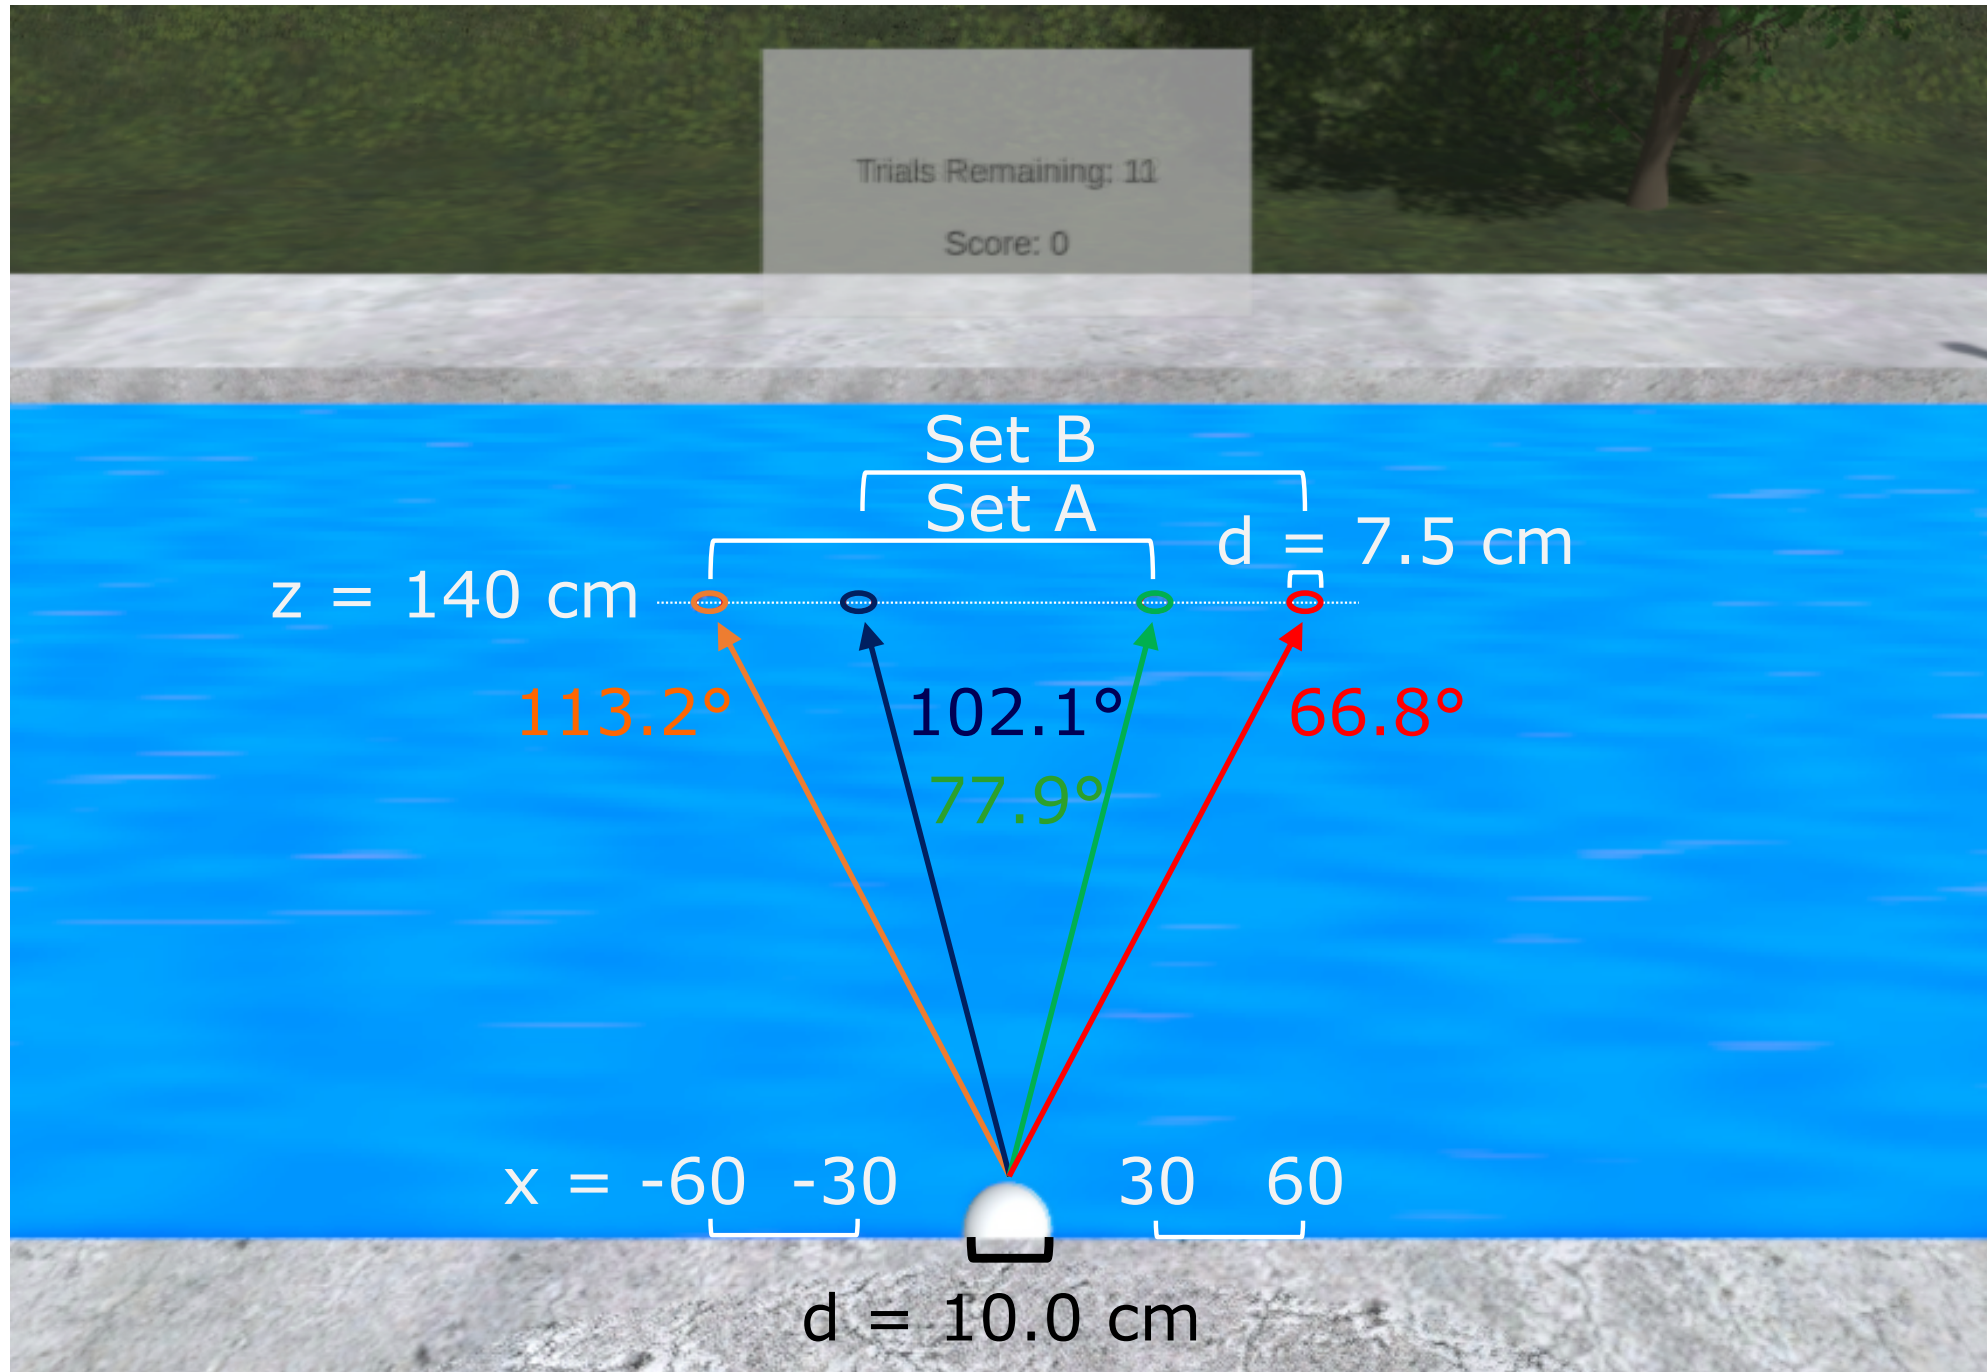 Trials Remaining: 11
Score: 0
Set B
Set A
d = 7.5 cm
z = 140 cm
113.2°
102.1°
66.8°
77.9°
x = -60 -30 30 60
d = 10.0 cm